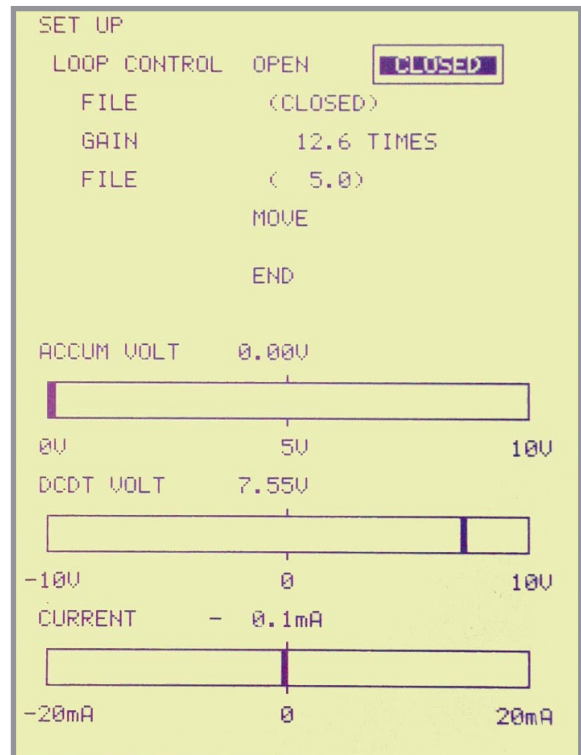 SET UP
LOOP CONTROL OPEN CLOSED
FILE (CLOSED)
GAIN 12.6 TIMES
FILE ( 5.0)
MOVE
END
ACCUM VOLT 0.00V
0V 5V 10V
DCDT VOLT 7.55V
-10V 0 10V
CURRENT - 0.1mA
-20mA 0 20mA